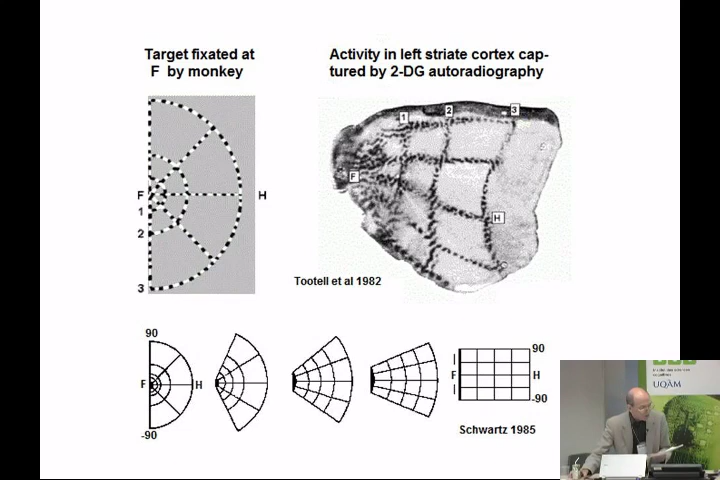 Target fixated at
F by monkey
Activity in left striate cortex cap-
tured by 2-DG autoradiography
F
1
2
3
H
1
2
3
F
H
Tootell et al 1982
90
F
H
-90
90
F
H
-90
Schwartz 1985
UQÀM